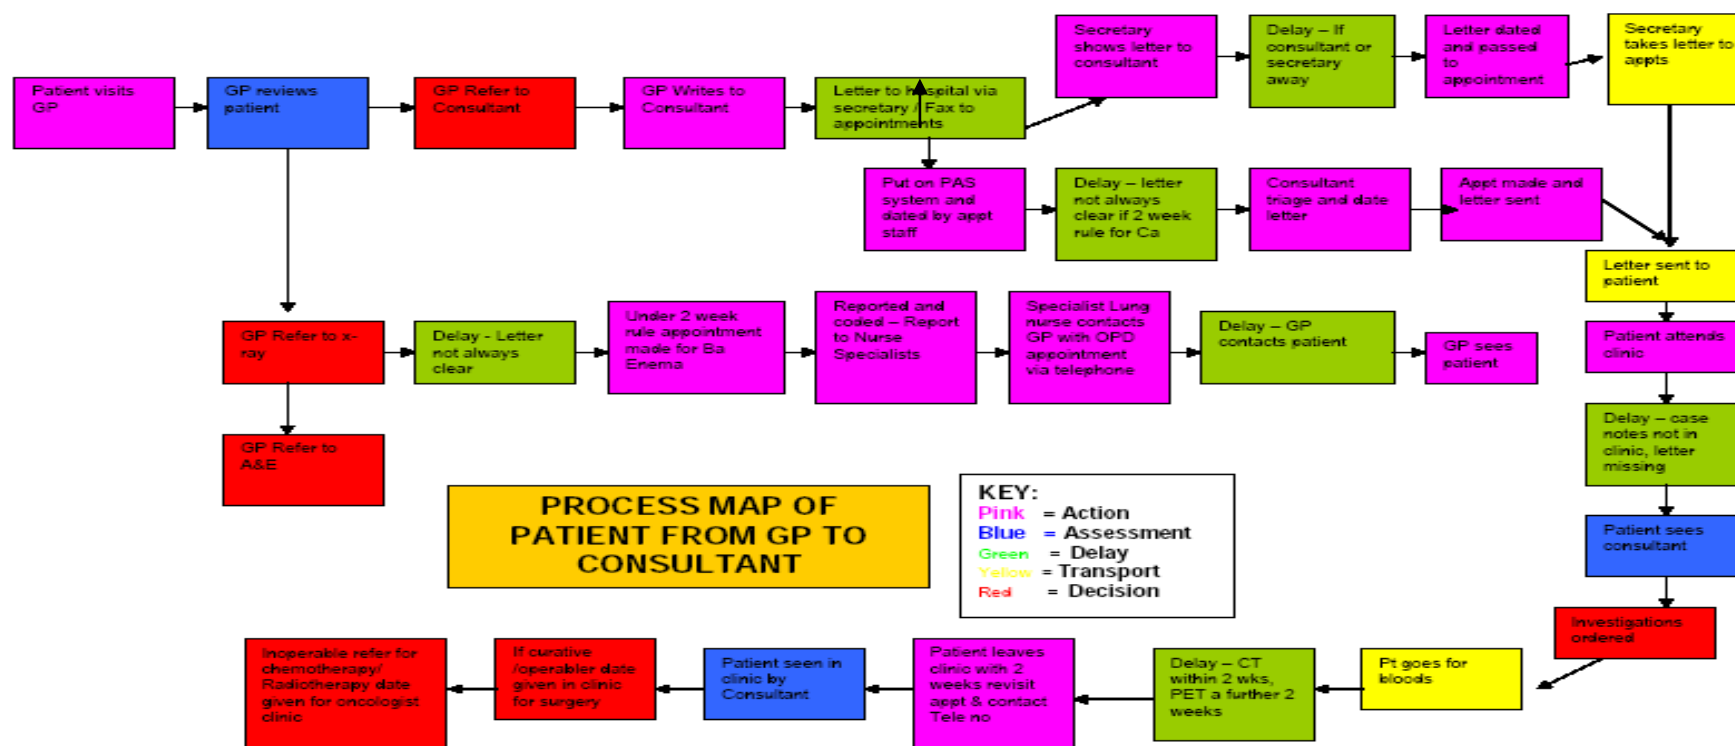 Patient visits
GP
GP reviews
patient
GP Refer to
Consultant
GP Writes to
Consultant
Letter to hospital via
secretary / Fax to
appointments
Secretary
shows letter to
consultant
Delay – If
consultant or
secretary
away
Letter dated
and passed
to
appointment
Secretary
takes letter to
appts
Put on PAS
system and
dated by appt
staff
Delay – letter
not always
clear if 2 week
rule for Ca
Consultant
triage and date
letter
Appt made and
letter sent
Letter sent to
patient
GP Refer to x-
ray
Delay - Letter
not always
clear
Under 2 week
rule appointment
made for Ba
Enema
Reported and
coded – Report
to Nurse
Specialists
Specialist Lung
nurse contacts
GP with OPD
appointment
via telephone
Delay – GP
contacts patient
GP sees
patient
Patient attends
clinic
GP Refer to
A&E
Delay – case
notes not in
clinic, letter
missing
PROCESS MAP OF
PATIENT FROM GP TO
CONSULTANT
KEY:
Pink = Action
Blue = Assessment
Green = Delay
Yellow = Transport
Red = Decision
Patient sees
consultant
Investigations
ordered
Pt goes for
bloods
Delay – CT
within 2 wks,
PET a further 2
weeks
Patient leaves
clinic with 2
weeks revisit
appt & contact
Tele no
Patient seen in
clinic by
Consultant
If curative
/operabler date
given in clinic
for surgery
Inoperable refer for
chemotherapy/
Radiotherapy date
given for oncologist
clinic